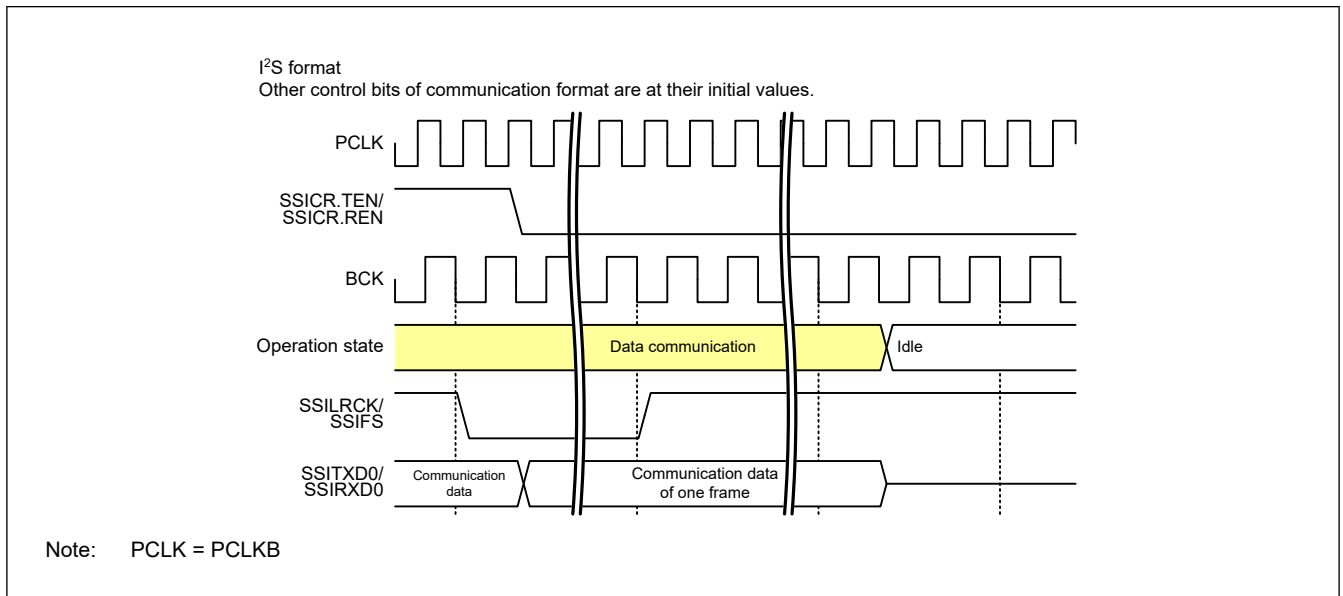 I²S format
Other control bits of communication format are at their initial values.
PCLK
SSICR.TEN/
SSICR.REN
BCK
Operation state
Data communication
Idle
SSILRCK/
SSIFS
SSITXD0/
SSIRXD0
Communication
data
Communication data
of one frame
Note: PCLK = PCLKB